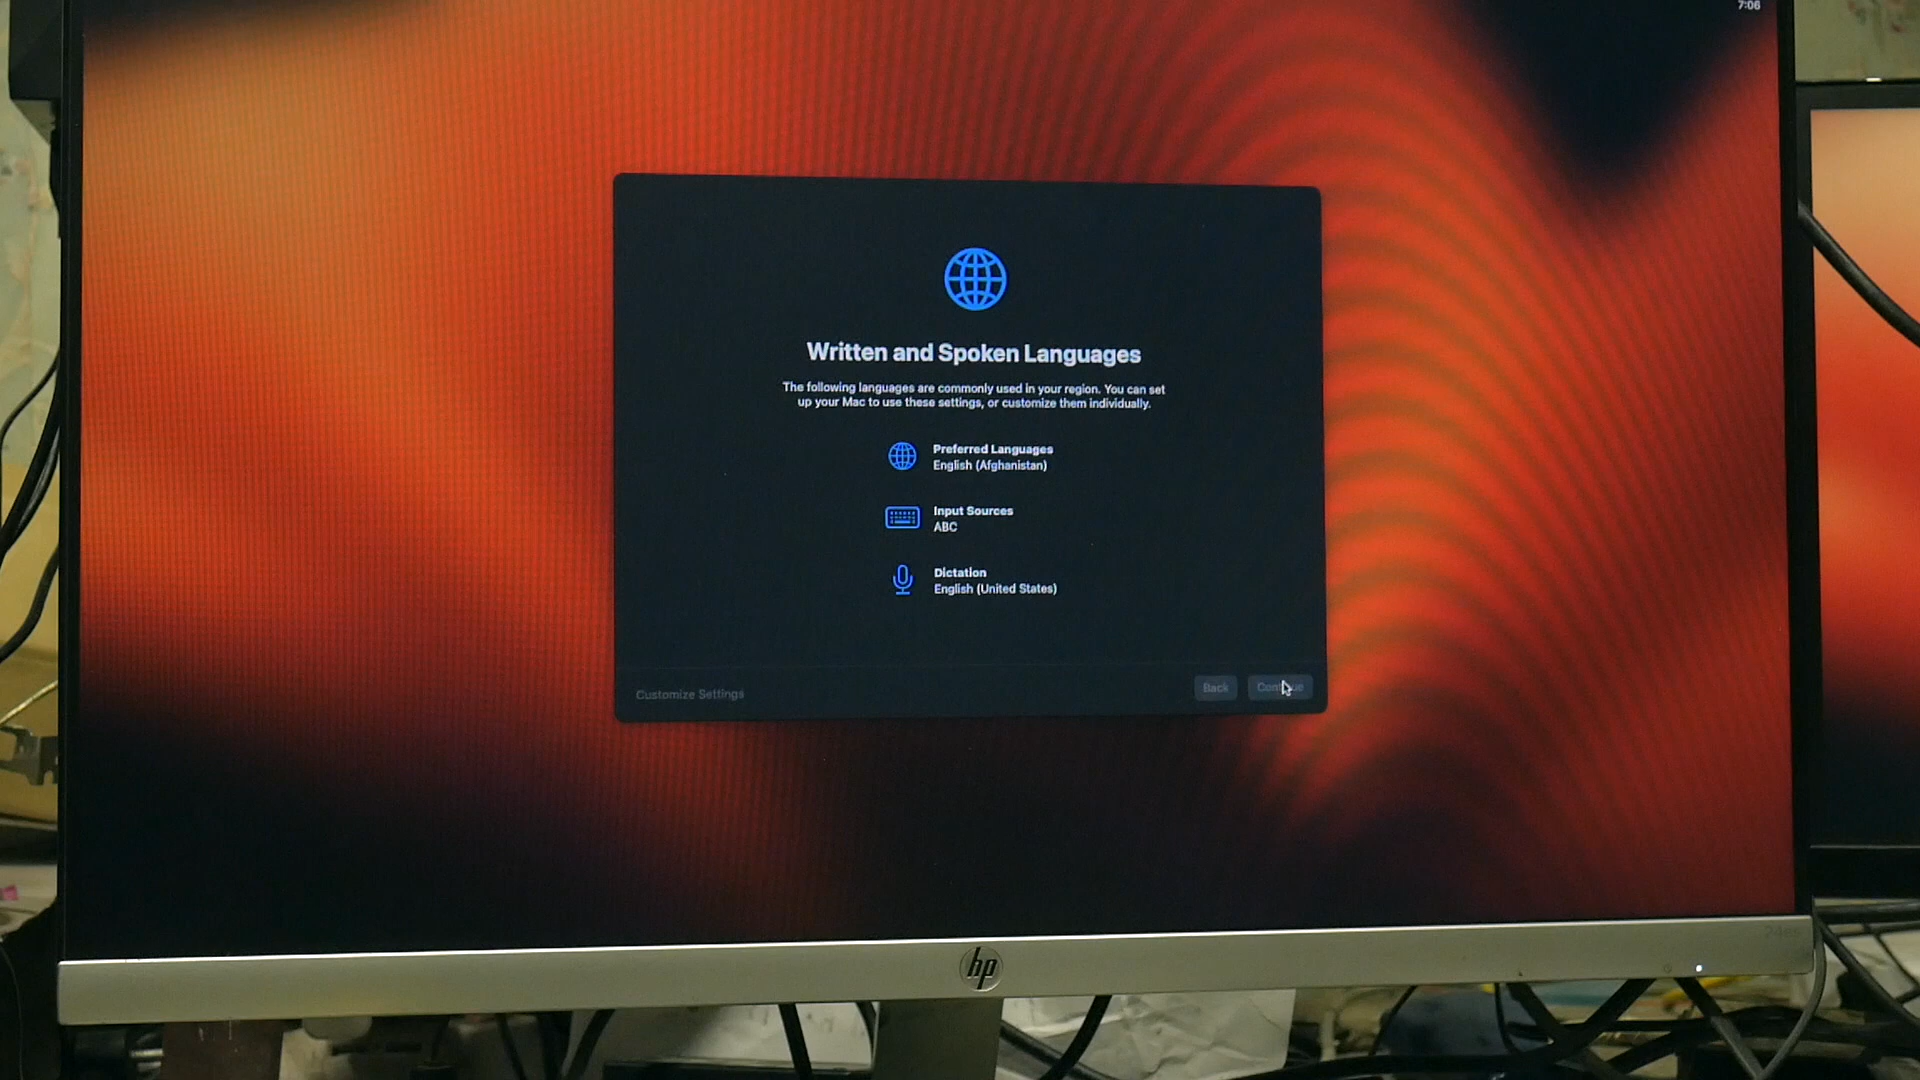 7:06
Written and Spoken Languages
The following languages are commonly used in your region. You can set
up your Mac to use these settings, or customize them individually.
Preferred Languages
English (Afghanistan)
Input Sources
ABC
Dictation
English (United States)
Customize Settings
Back
Continue
hp